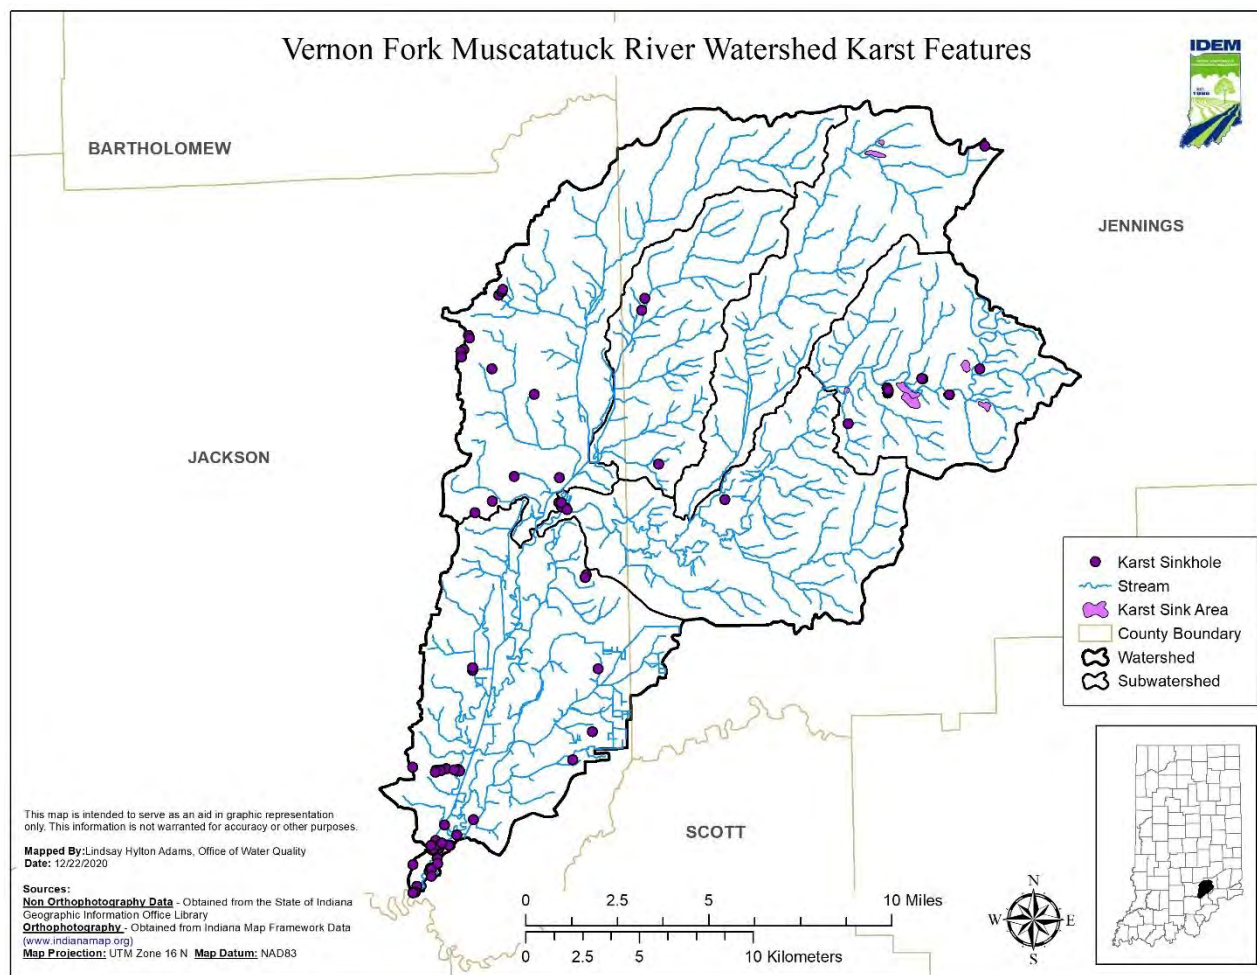 Vernon Fork Muscatatuck River Watershed Karst Features
IDEM
BARTHOLOMEW
JENNINGS
JACKSON
SCOTT
Karst Sinkhole
Stream
Karst Sink Area
County Boundary
Watershed
Subwatershed
This map is intended to serve as an aid in graphic representation
only. This information is not warranted for accuracy or other purposes.
Mapped By:Lindsay Hylton Adams, Office of Water Quality
Date: 12/22/2020
Sources:
Non Orthophotography Data - Obtained from the State of Indiana
Geographic Information Office Library
Orthophotography - Obtained from Indiana Map Framework Data
(www.indianamap.org)
Map Projection: UTM Zone 16 N Map Datum: NAD83
0 2.5 5 10 Miles
0 2.5 5 10 Kilometers
N
W E
S